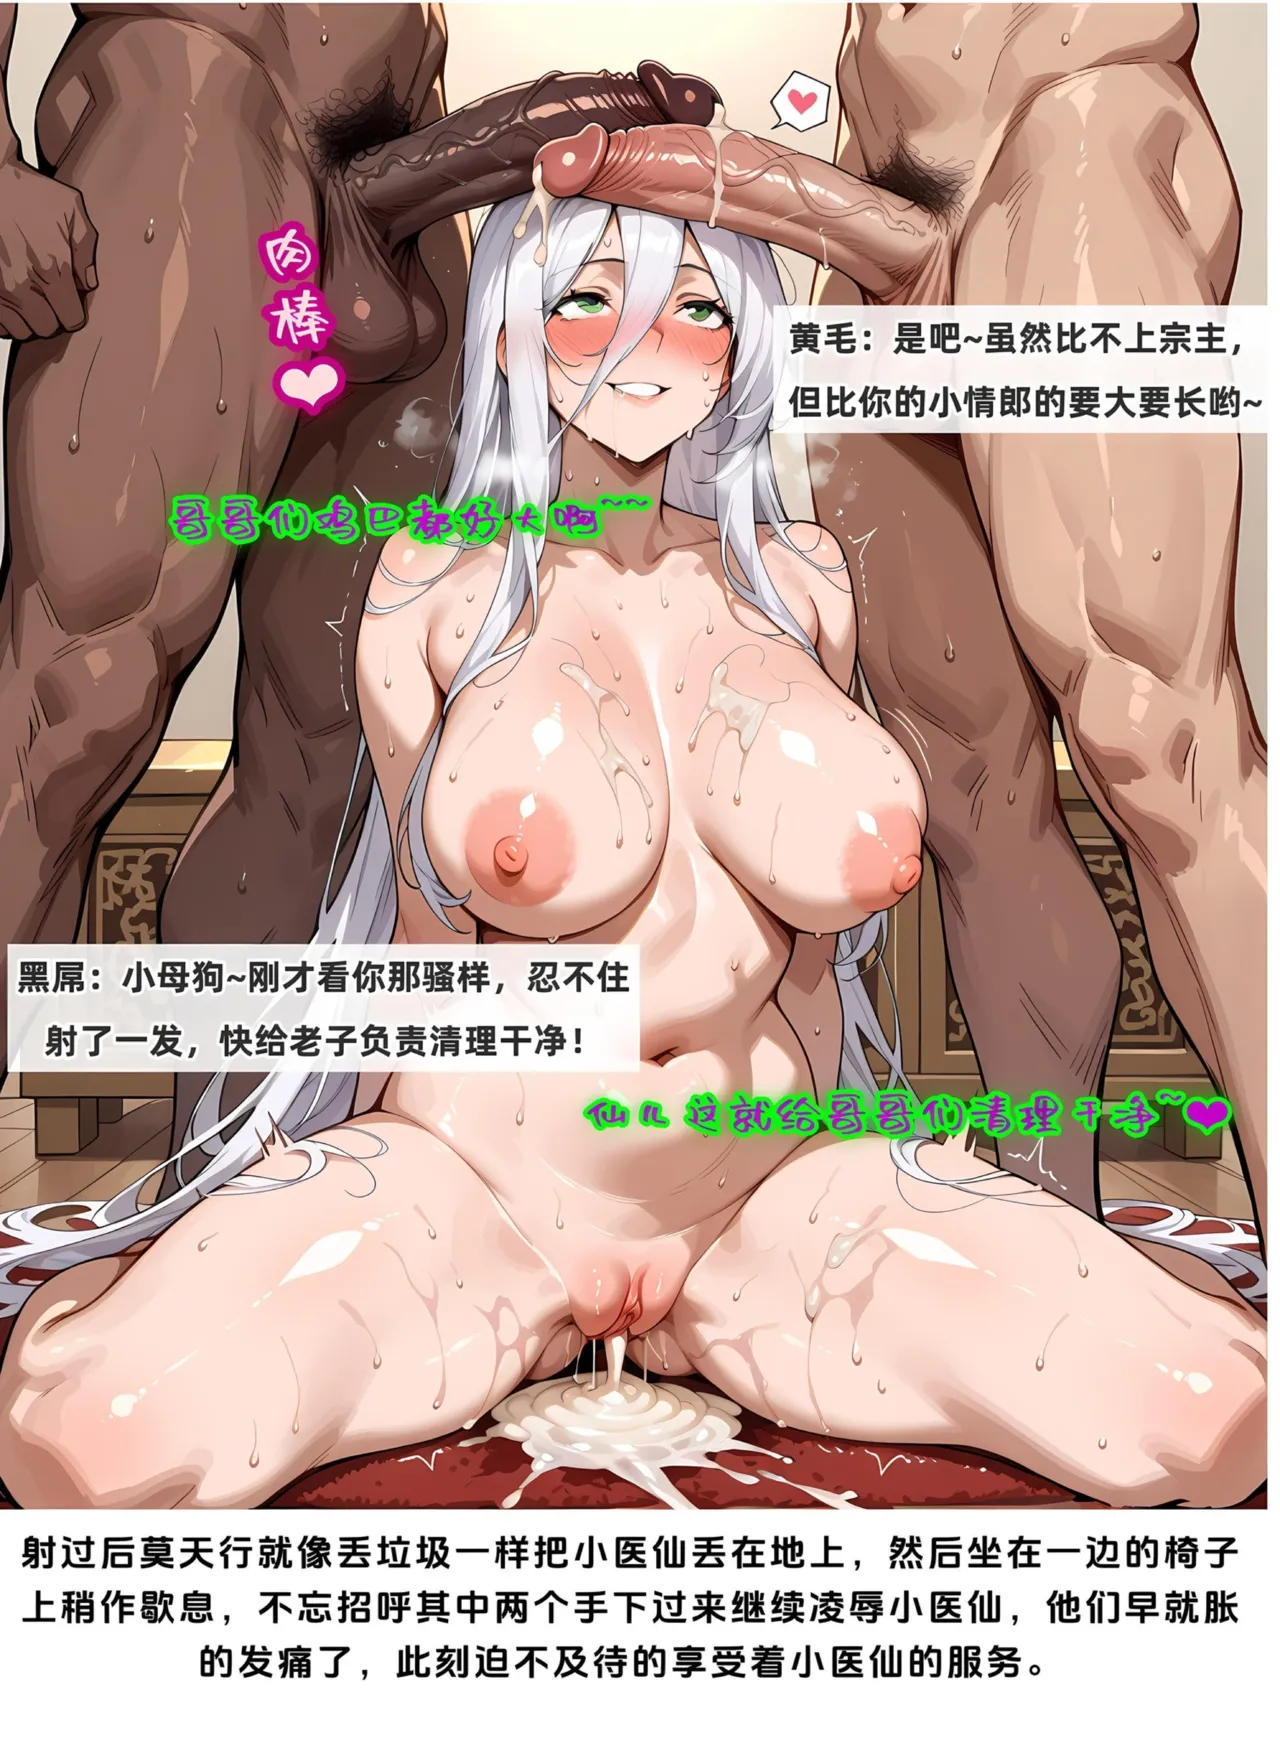 肉棒
黄毛：是吧~虽然比不上宗主，
但比你的小情郎的要大要长哟~
哥哥们鸡巴都好大啊~~
黑屌：小母狗~刚才看你那骚样，忍不住
射了一发，快给老子负责清理干净！
仙儿这就给哥哥们清理干净~
射过后莫天行就像丢垃圾一样把小医仙丢在地上，然后坐在一边的椅子
上稍作歇息，不忘招呼其中两个手下过来继续凌辱小医仙，他们早就胀
的发痛了，此刻迫不及待的享受着小医仙的服务。